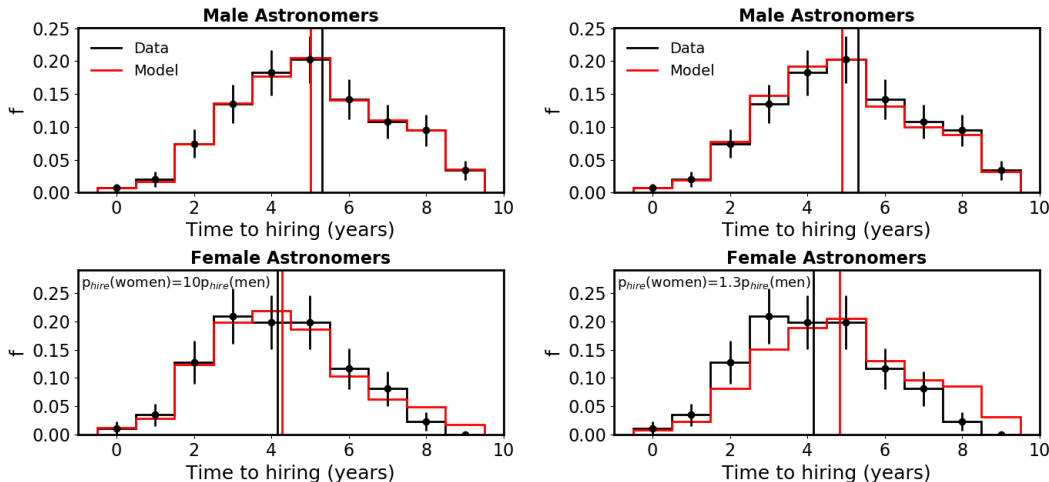 Male Astronomers
Data
Model
f
0.25
0.20
0.15
0.10
0.05
0.00
0 2 4 6 8 10
Time to hiring (years)
Male Astronomers
Data
Model
f
0.25
0.20
0.15
0.10
0.05
0.00
0 2 4 6 8 10
Time to hiring (years)
Female Astronomers
p_hire(women)=10p_hire(men)
f
0.25
0.20
0.15
0.10
0.05
0.00
0 2 4 6 8 10
Time to hiring (years)
Female Astronomers
p_hire(women)=1.3p_hire(men)
f
0.25
0.20
0.15
0.10
0.05
0.00
0 2 4 6 8 10
Time to hiring (years)